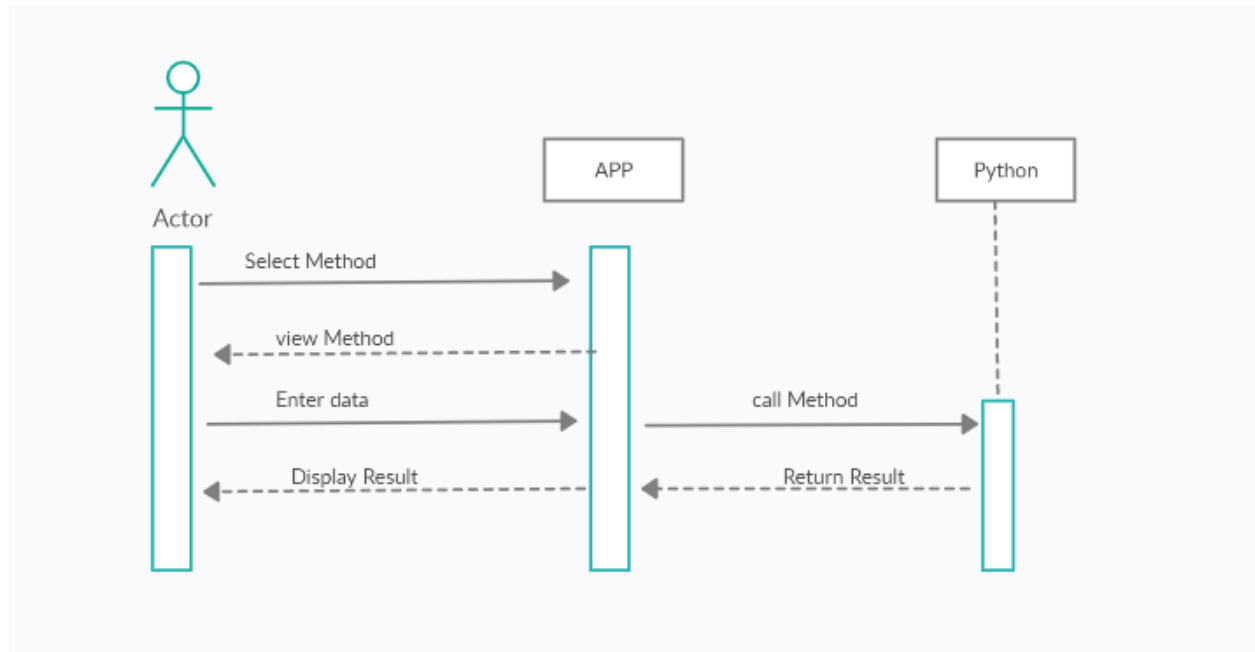 APP
Python
Actor
Select Method
view Method
Enter data
call Method
Display Result
Return Result